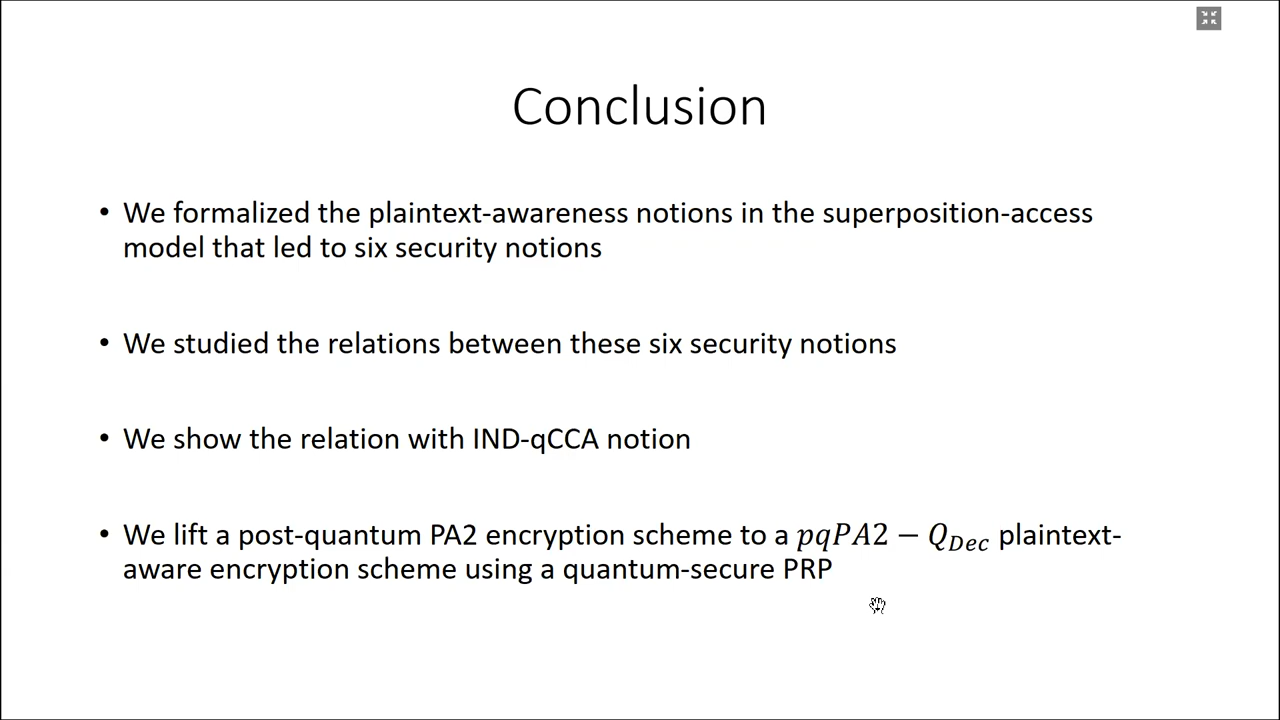 Conclusion
• We formalized the plaintext-awareness notions in the superposition-access
model that led to six security notions
• We studied the relations between these six security notions
• We show the relation with IND-qCCA notion
• We lift a post-quantum PA2 encryption scheme to a $pqPA2 - Q_{Dec}$ plaintext-
aware encryption scheme using a quantum-secure PRP